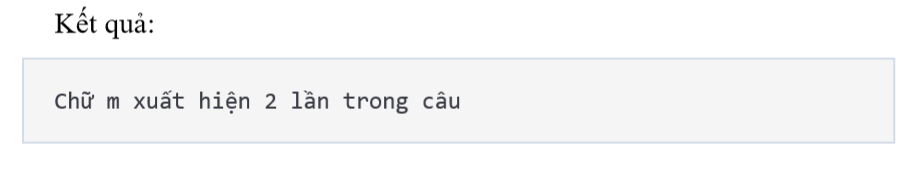 Kết quả:
Chữ m xuất hiện 2 lần trong câu